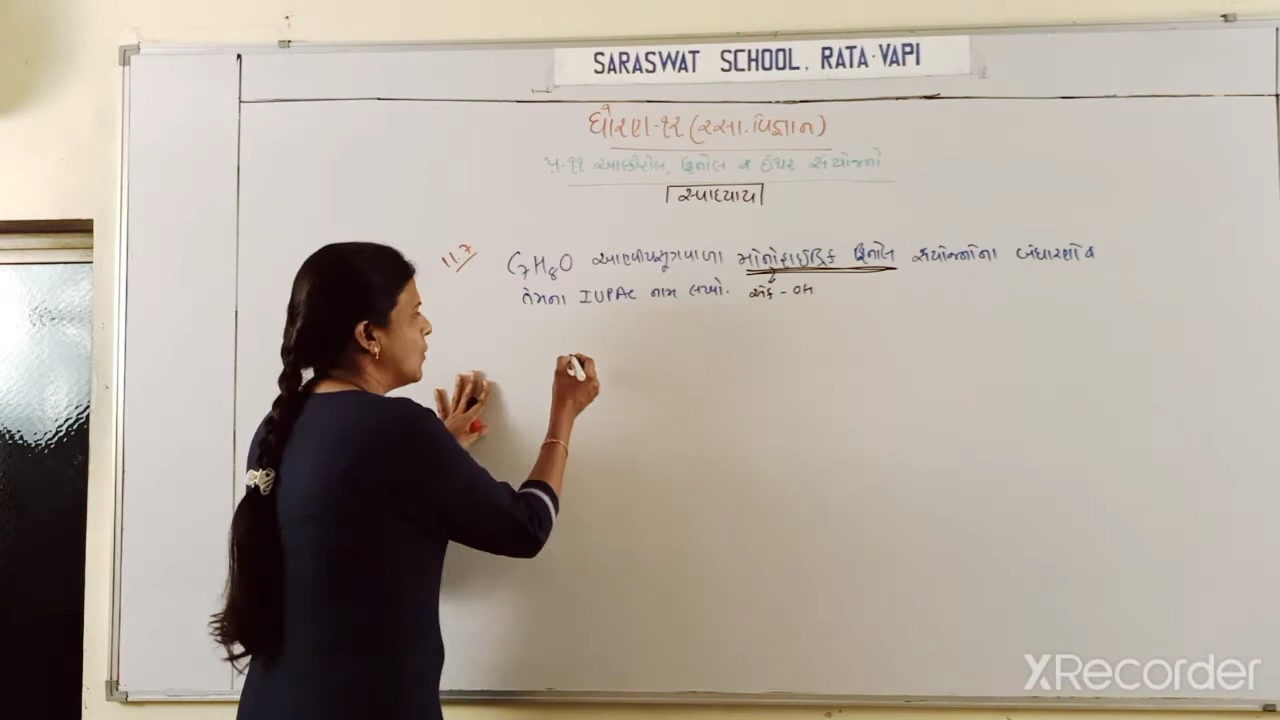 SARASWAT SCHOOL, RATA-VAPI
ધોરણ-૧૨ (રસા.વિજ્ઞાન)
પ્ર-૧૧ આલ્કોહોલ, ફિનોલ અને ઈથર સંયોજનો
સ્વાધ્યાય
11.7 C7H8O આણ્વીયસૂત્રવાળા મોનોહાઈડ્રિક ફિનોલ સંયોજનોના બંધારણો
તેમના IUPAC નામ લખો. એક - OH
XRecorder